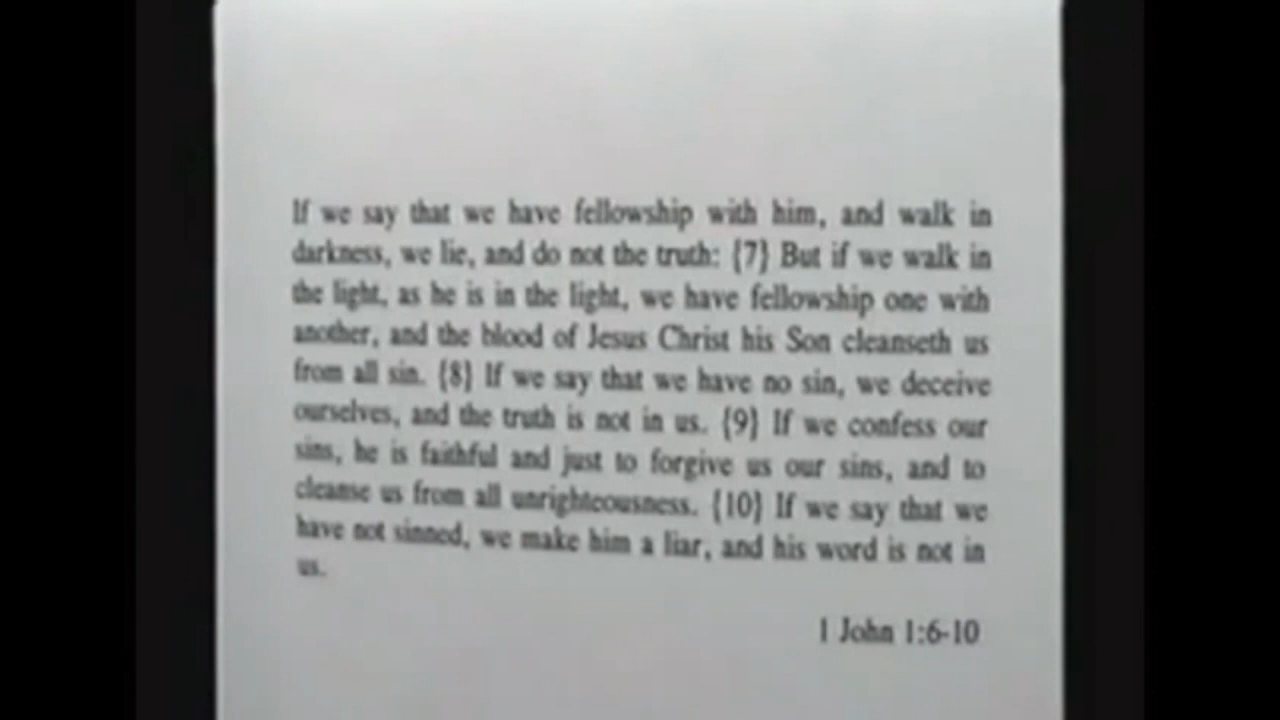 If we say that we have fellowship with him, and walk in
darkness, we lie, and do not the truth: {7} But if we walk in
the light, as he is in the light, we have fellowship one with
another, and the blood of Jesus Christ his Son cleanseth us
from all sin. {8} If we say that we have no sin, we deceive
ourselves, and the truth is not in us. {9} If we confess our
sins, he is faithful and just to forgive us our sins, and to
cleanse us from all unrighteousness. {10} If we say that we
have not sinned, we make him a liar, and his word is not in
us.
1 John 1:6-10